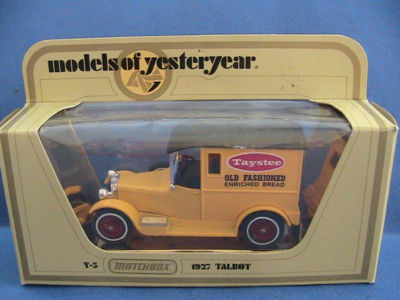 models of yesteryear®
Taystee
OLD FASHIONED
ENRICHED BREAD
Y-5 MATCHBOX 1927 TALBOT